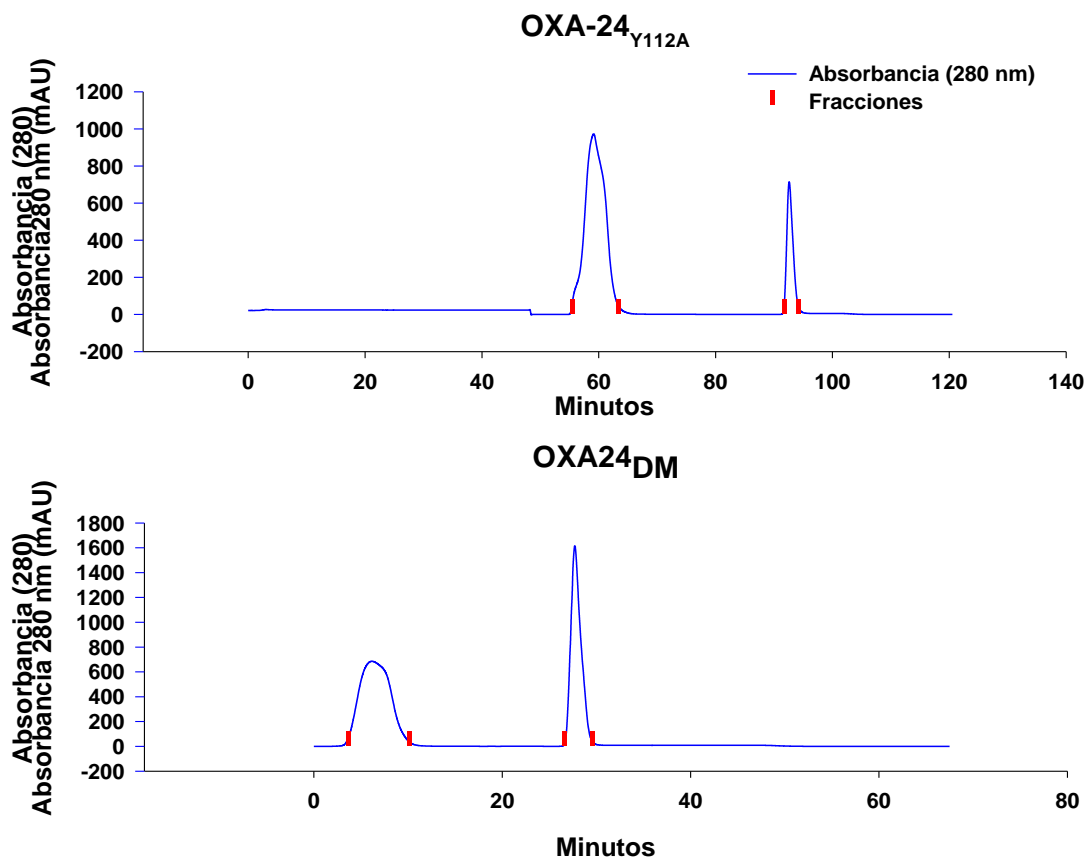 OXA-24Y112A
Absorbancia (280 nm)
Fracciones
Absorbancia (280)
Absorbancia280 nm (mAU)
1200
1000
800
600
400
200
0
-200
0 20 40 60 80 100 120 140
Minutos
OXA24DM
Absorbancia (280)
Absorbancia 280 nm (mAU)
1800
1600
1400
1200
1000
800
600
400
200
0
-200
0 20 40 60 80
Minutos